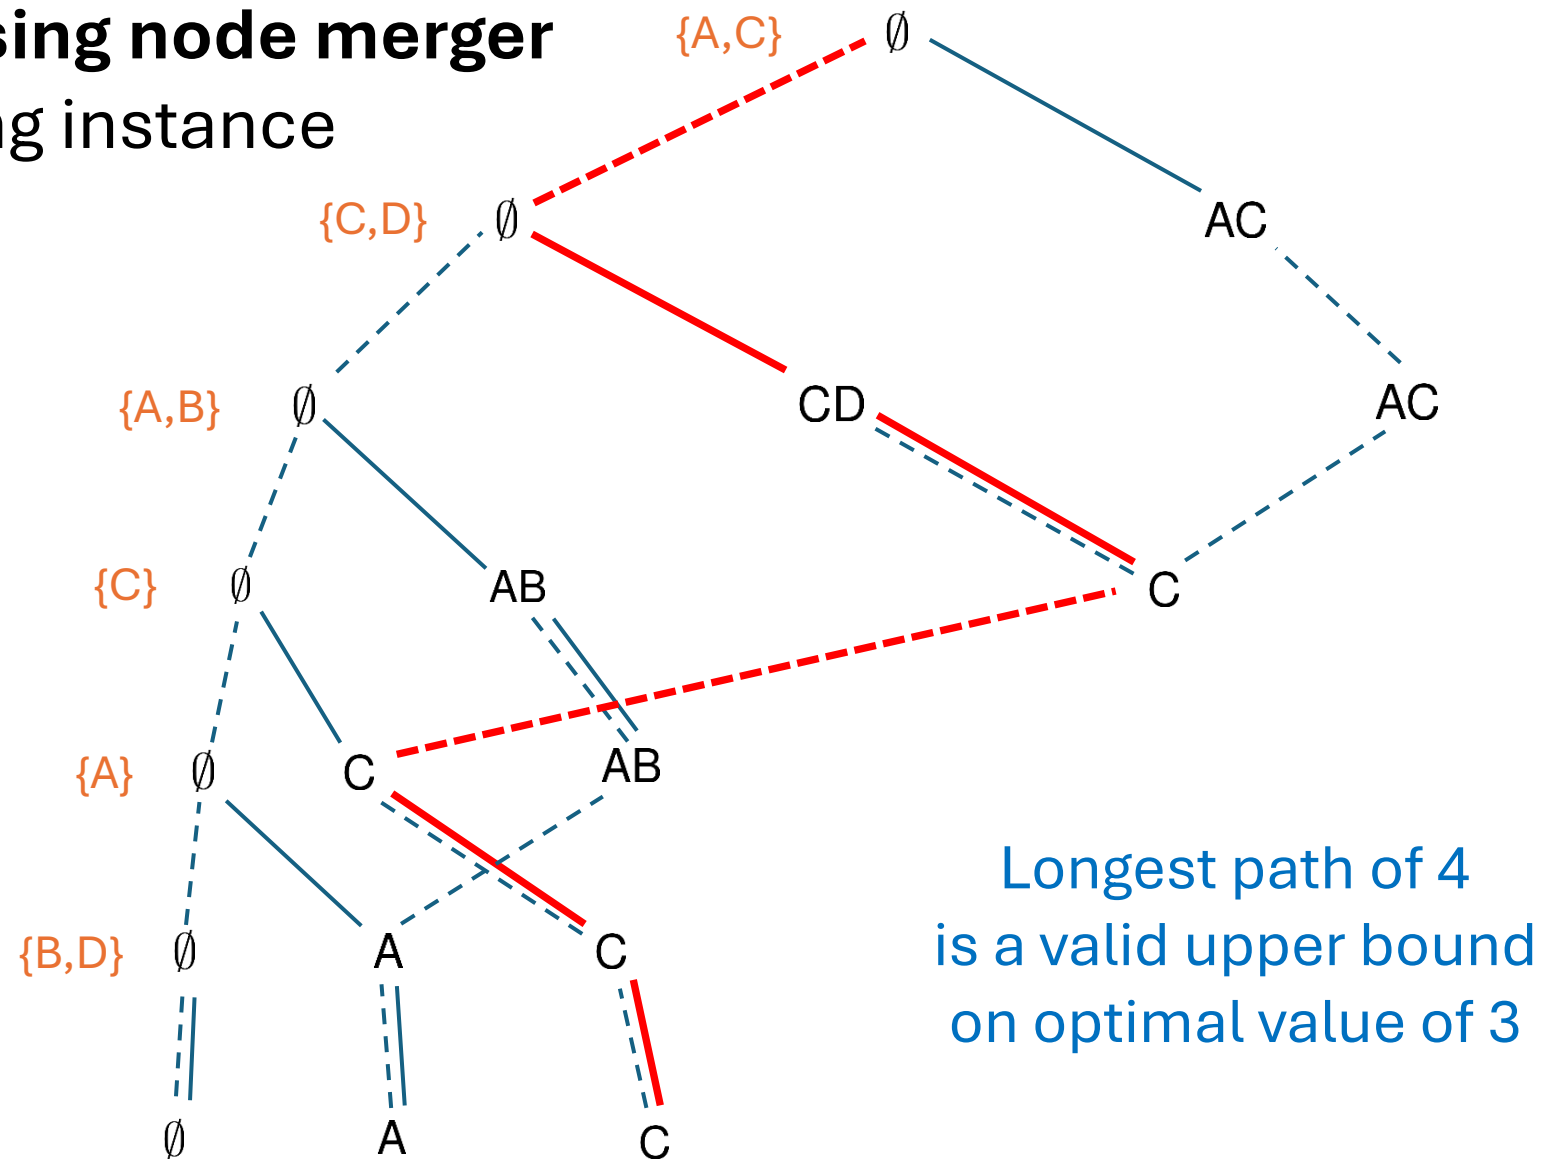 sing node merger
ng instance
{A,C} ∅
{C,D} ∅ AC
{A,B} ∅ CD AC
{C} ∅ AB C
{A} ∅ C AB
{B,D} ∅ A C
∅ A C
Longest path of 4
is a valid upper bound
on optimal value of 3